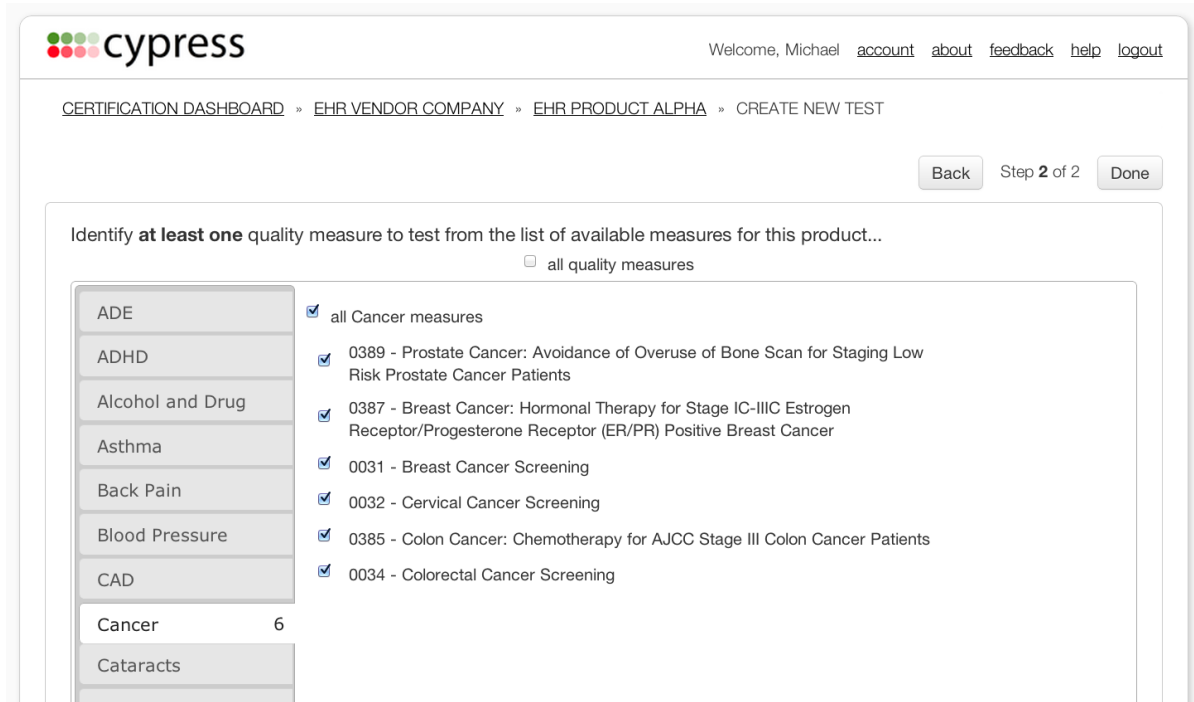 cypress
Welcome, Michael account about feedback help logout
CERTIFICATION DASHBOARD » EHR VENDOR COMPANY » EHR PRODUCT ALPHA » CREATE NEW TEST
Back Step 2 of 2 Done
Identify at least one quality measure to test from the list of available measures for this product...
all quality measures
ADE
ADHD
Alcohol and Drug
Asthma
Back Pain
Blood Pressure
CAD
Cancer 6
Cataracts
all Cancer measures
0389 - Prostate Cancer: Avoidance of Overuse of Bone Scan for Staging Low
Risk Prostate Cancer Patients
0387 - Breast Cancer: Hormonal Therapy for Stage IC-IIIC Estrogen
Receptor/Progesterone Receptor (ER/PR) Positive Breast Cancer
0031 - Breast Cancer Screening
0032 - Cervical Cancer Screening
0385 - Colon Cancer: Chemotherapy for AJCC Stage III Colon Cancer Patients
0034 - Colorectal Cancer Screening